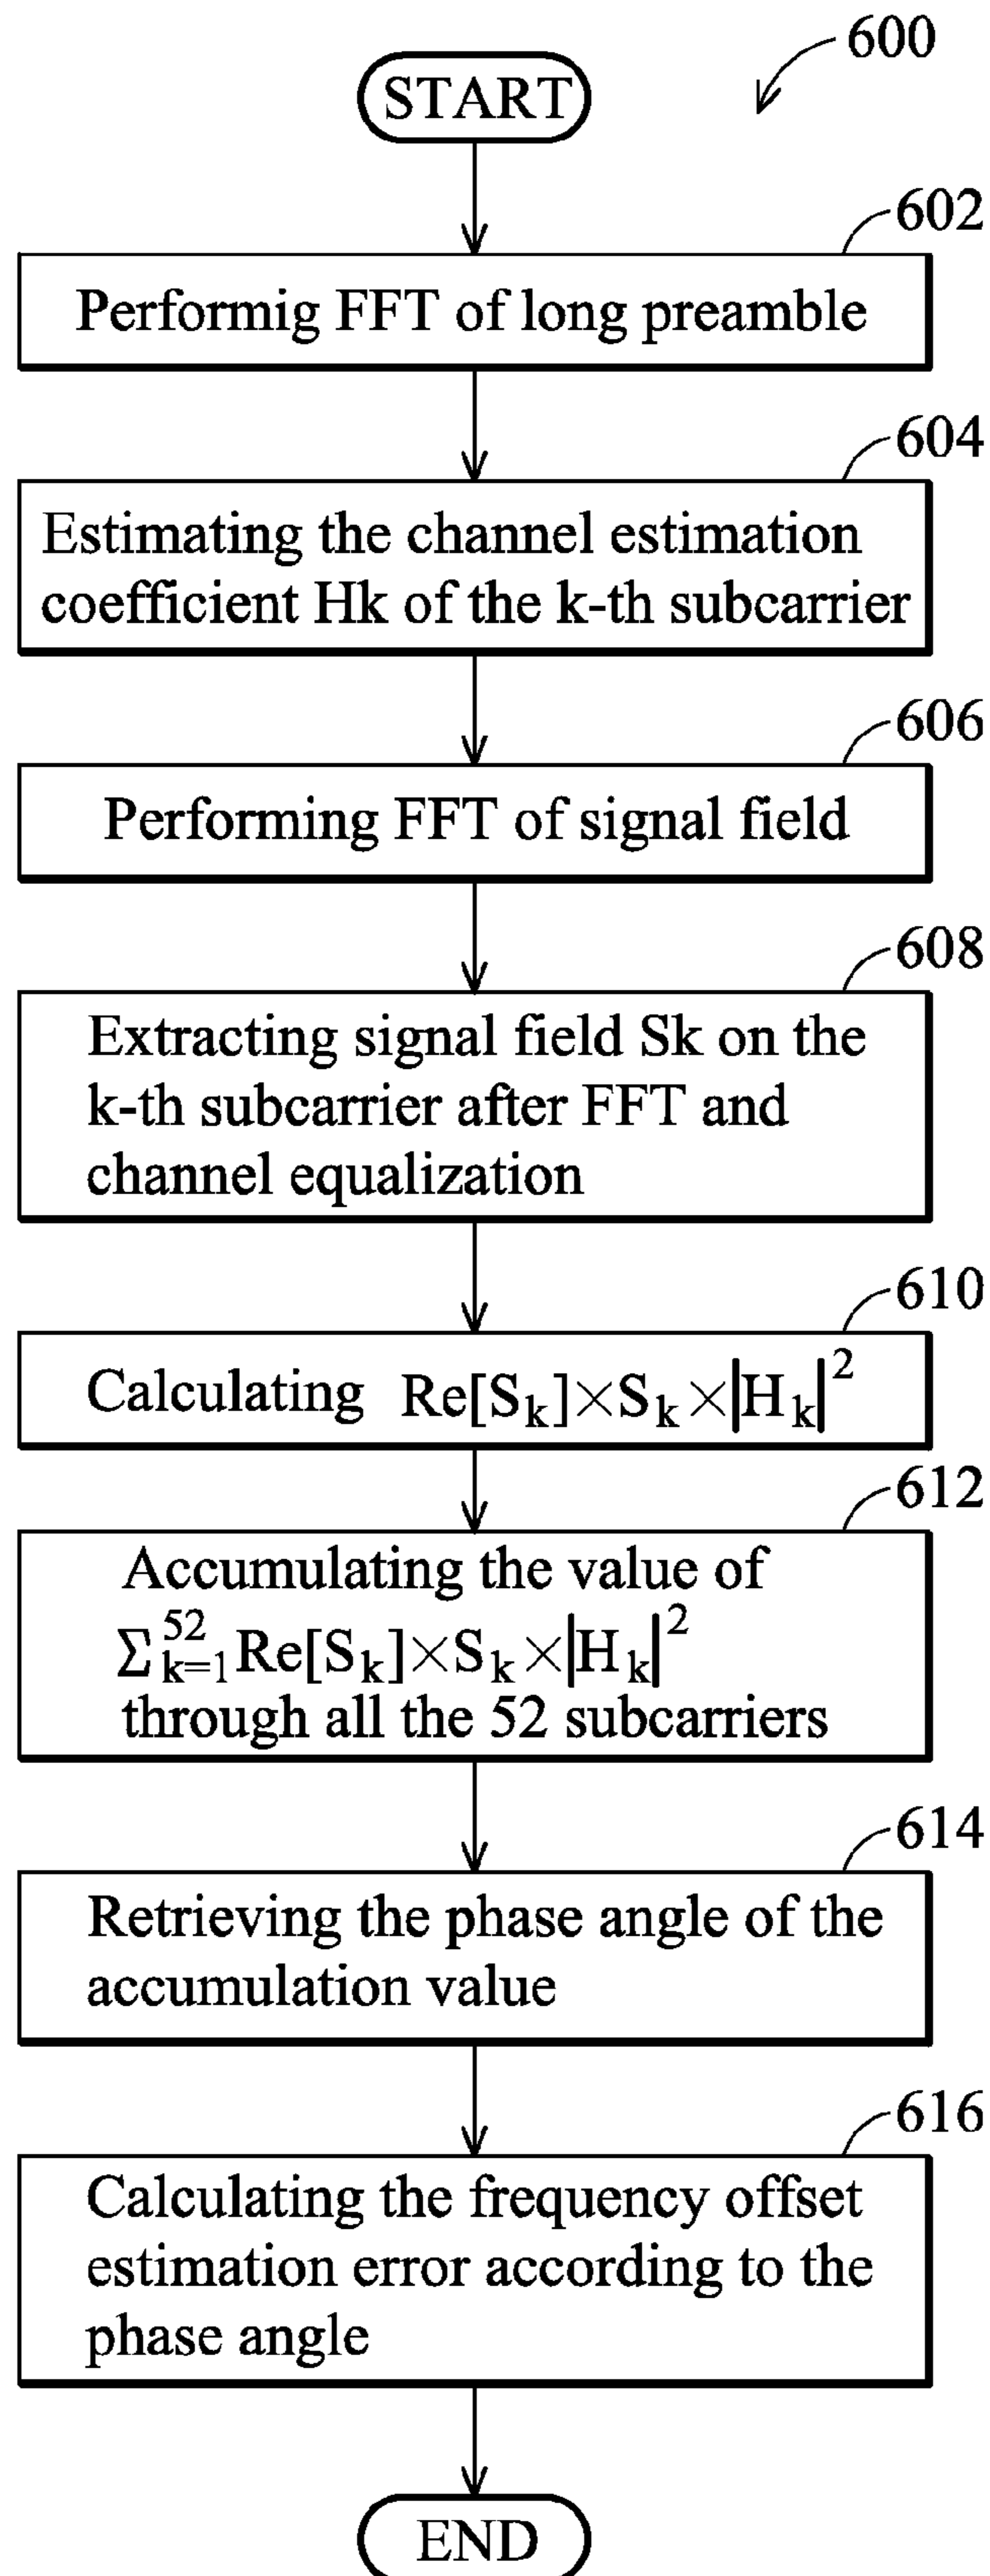 600
START
602
Performig FFT of long preamble
604
Estimating the channel estimation
coefficient Hk of the k-th subcarrier
606
Performing FFT of signal field
608
Extracting signal field Sk on the
k-th subcarrier after FFT and
channel equalization
610
Calculating Re[Sₖ]×Sₖ×|Hₖ|²
612
Accumulating the value of
Σ⁵²ₖ₌₁Re[Sₖ]×Sₖ×|Hₖ|²
through all the 52 subcarriers
614
Retrieving the phase angle of the
accumulation value
616
Calculating the frequency offset
estimation error according to the
phase angle
END